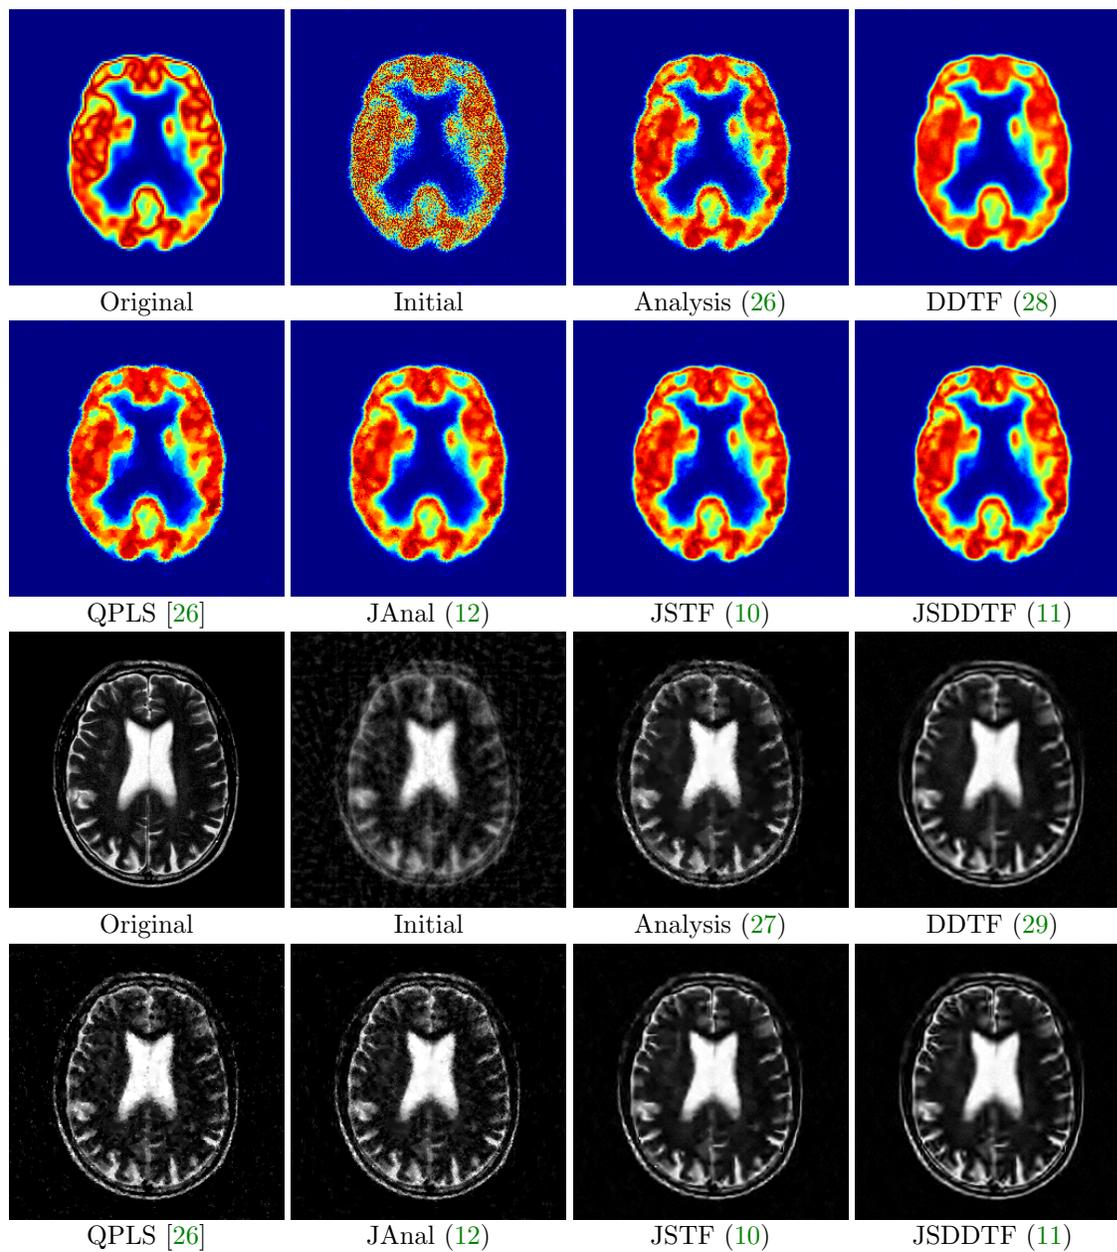 Original Initial Analysis (26) DDTF (28)
QPLS [26] JAnal (12) JSTF (10) JSDDTF (11)
Original Initial Analysis (27) DDTF (29)
QPLS [26] JAnal (12) JSTF (10) JSDDTF (11)